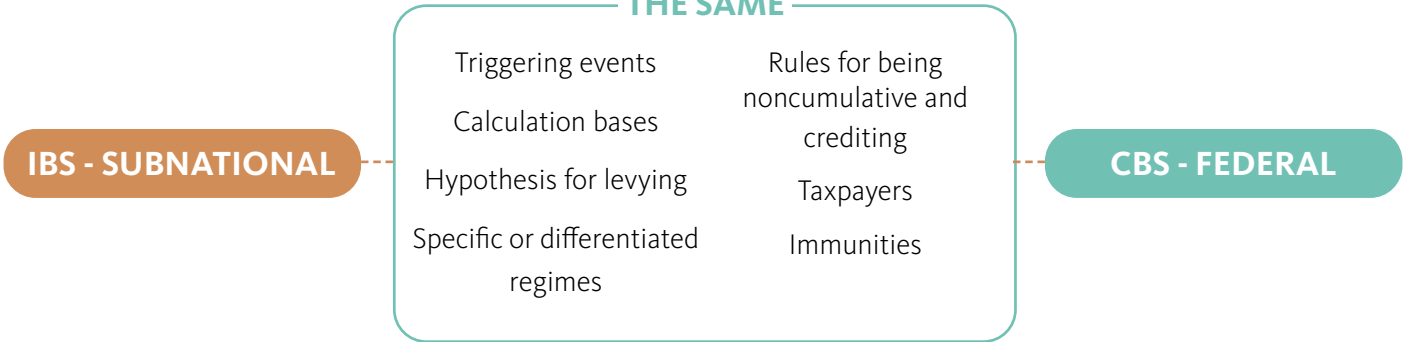 THE SAME
IBS - SUBNATIONAL
Triggering events
Calculation bases
Hypothesis for levying
Specific or differentiated
regimes
Rules for being
noncumulative and
crediting
Taxpayers
Immunities
CBS - FEDERAL